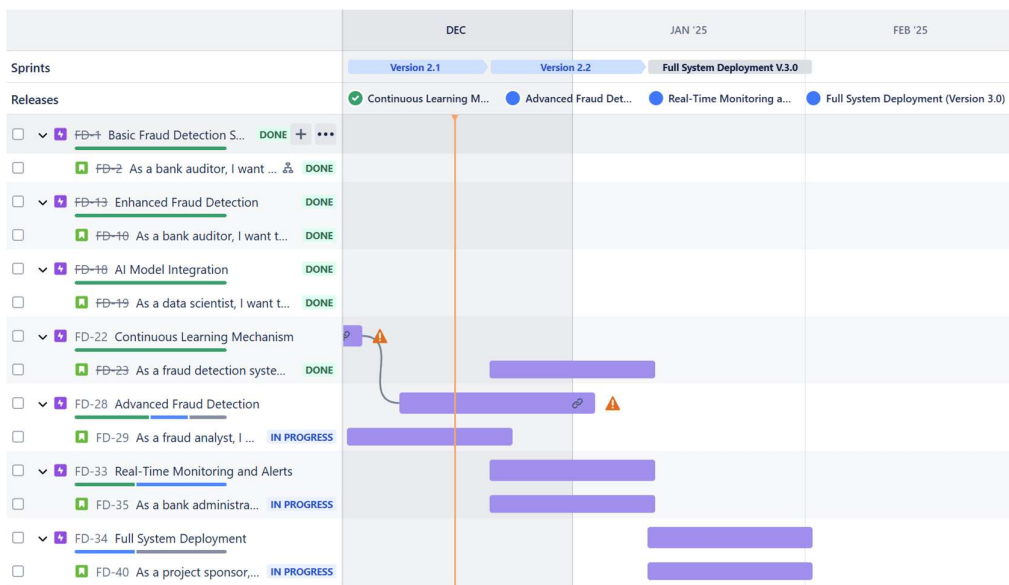 DEC JAN '25 FEB '25
Sprints Version 2.1 Version 2.2 Full System Deployment V.3.0
Releases Continuous Learning M... Advanced Fraud Det... Real-Time Monitoring a... Full System Deployment (Version 3.0)
FD-1 Basic Fraud Detection S... DONE + •••
FD-2 As a bank auditor, I want ... DONE
FD-13 Enhanced Fraud Detection DONE
FD-10 As a bank auditor, I want t... DONE
FD-18 AI Model Integration DONE
FD-19 As a data scientist, I want t... DONE
FD-22 Continuous Learning Mechanism
FD-23 As a fraud detection syste... DONE
FD-28 Advanced Fraud Detection
FD-29 As a fraud analyst, I ... IN PROGRESS
FD-33 Real-Time Monitoring and Alerts
FD-35 As a bank administra... IN PROGRESS
FD-34 Full System Deployment
FD-40 As a project sponsor,... IN PROGRESS